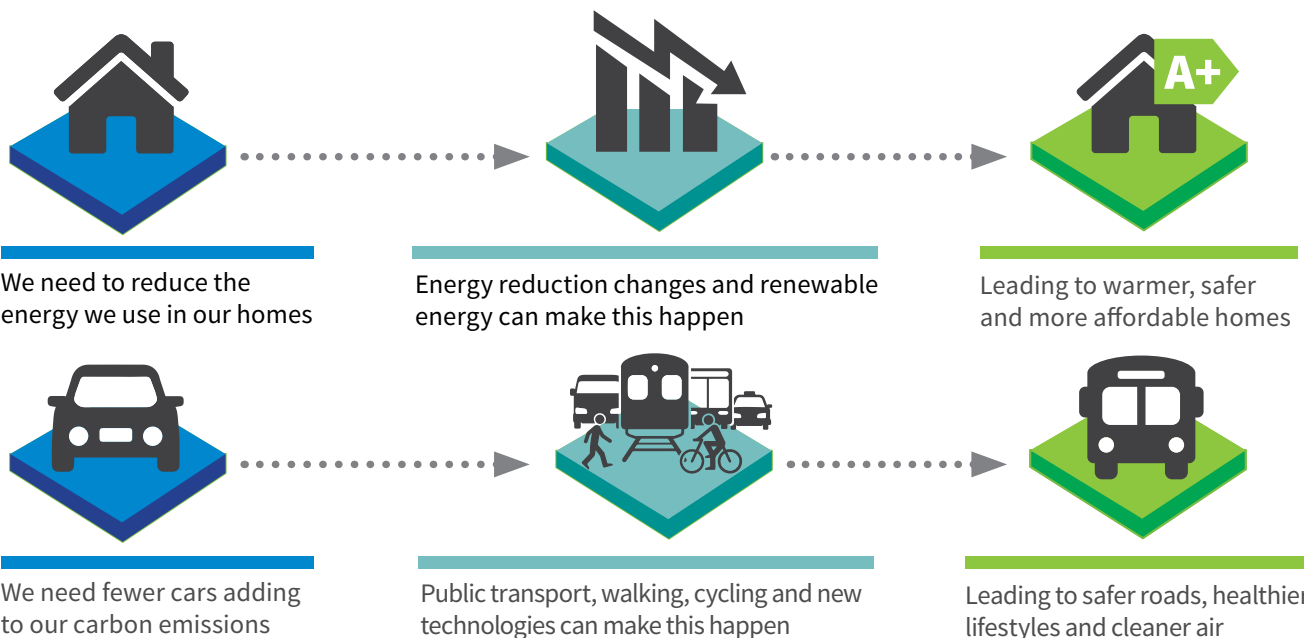 A+
We need to reduce the
energy we use in our homes
Energy reduction changes and renewable
energy can make this happen
Leading to warmer, safer
and more affordable homes
We need fewer cars adding
to our carbon emissions
Public transport, walking, cycling and new
technologies can make this happen
Leading to safer roads, healthier
lifestyles and cleaner air